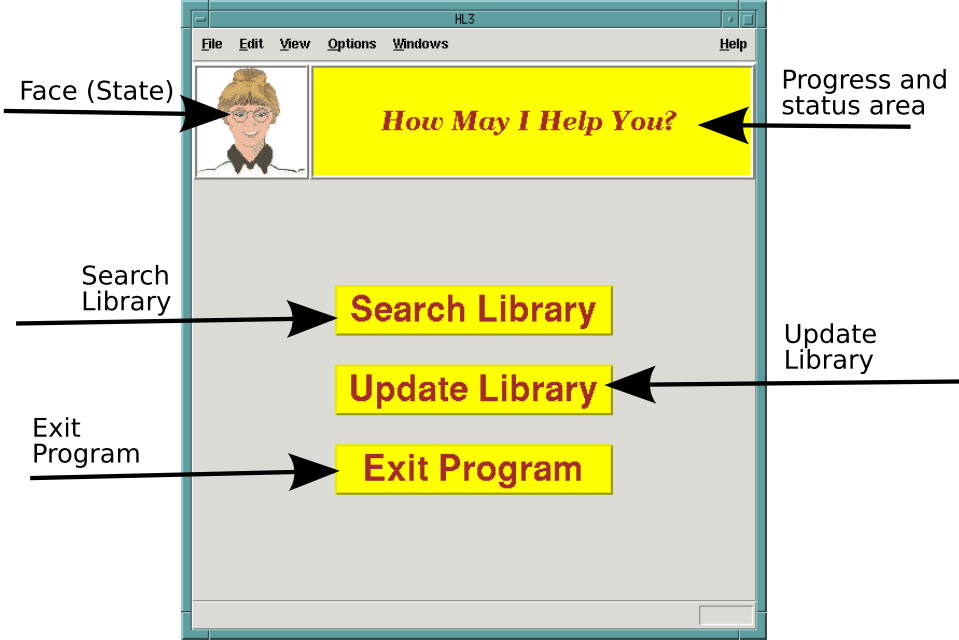 HL3
File Edit View Options Windows Help
Face (State)
How May I Help You?
Progress and
status area
Search
Library
Search Library
Update
Library
Update Library
Exit
Program
Exit Program